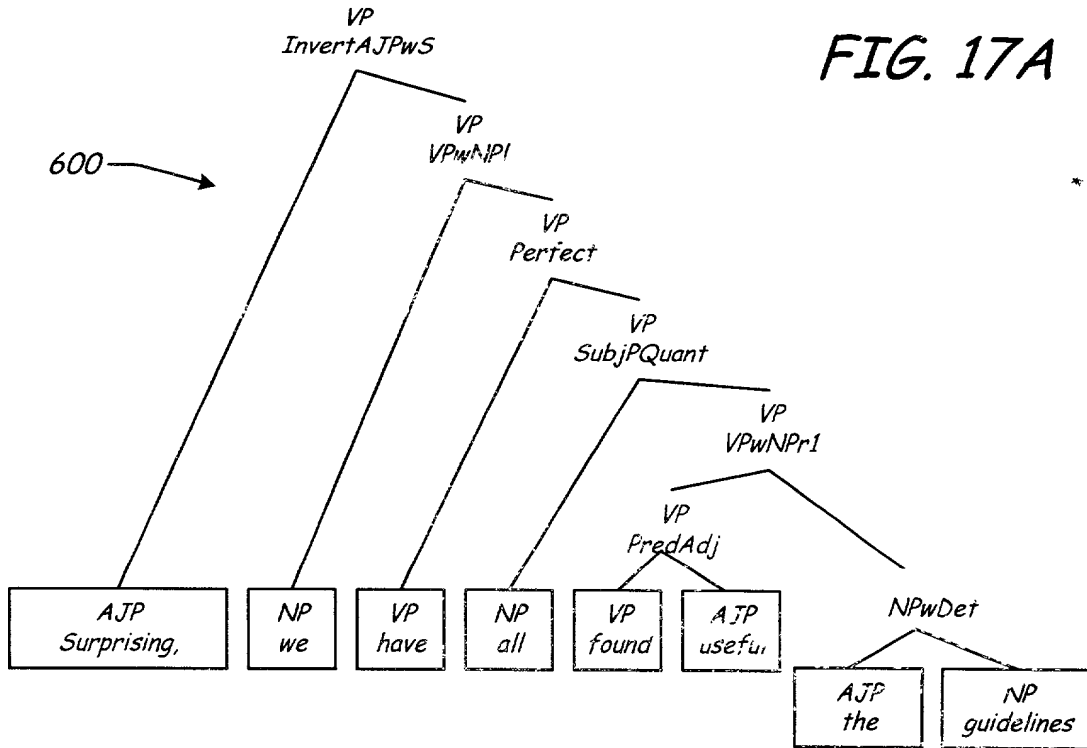 VP
InvertAJPwS
FIG. 17A
VP
VPwNPl
600
VP
Perfect
VP
SubjPQuant
VP
VPwNPr1
VP
PredAdj
AJP
Surprising,
NP
we
VP
have
NP
all
VP
found
AJP
useful
NPwDet
AJP
the
NP
guidelines